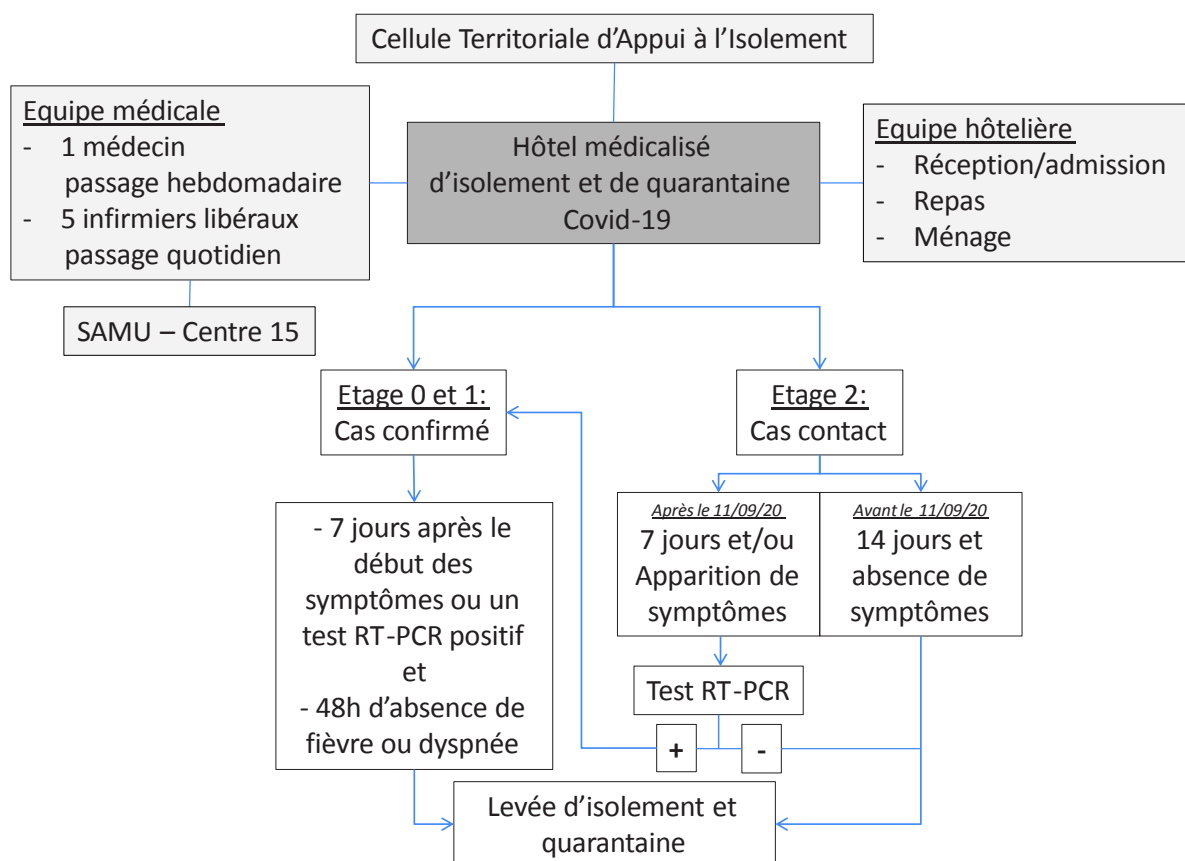 Cellule Territoriale d’Appui à l’Isolement
Equipe médicale
- 1 médecin
passage hebdomadaire
- 5 infirmiers libéraux
passage quotidien
Hôtel médicalisé
d’isolement et de quarantaine
Covid-19
Equipe hôtelière
- Réception/admission
- Repas
- Ménage
SAMU – Centre 15
Etage 0 et 1:
Cas confirmé
Etage 2:
Cas contact
- 7 jours après le
début des
symptômes ou un
test RT-PCR positif
et
- 48h d’absence de
fièvre ou dyspnée
Après le 11/09/20
7 jours et/ou
Apparition de
symptômes
Avant le 11/09/20
14 jours et
absence de
symptômes
Test RT-PCR
+
-
Levée d’isolement et
quarantaine